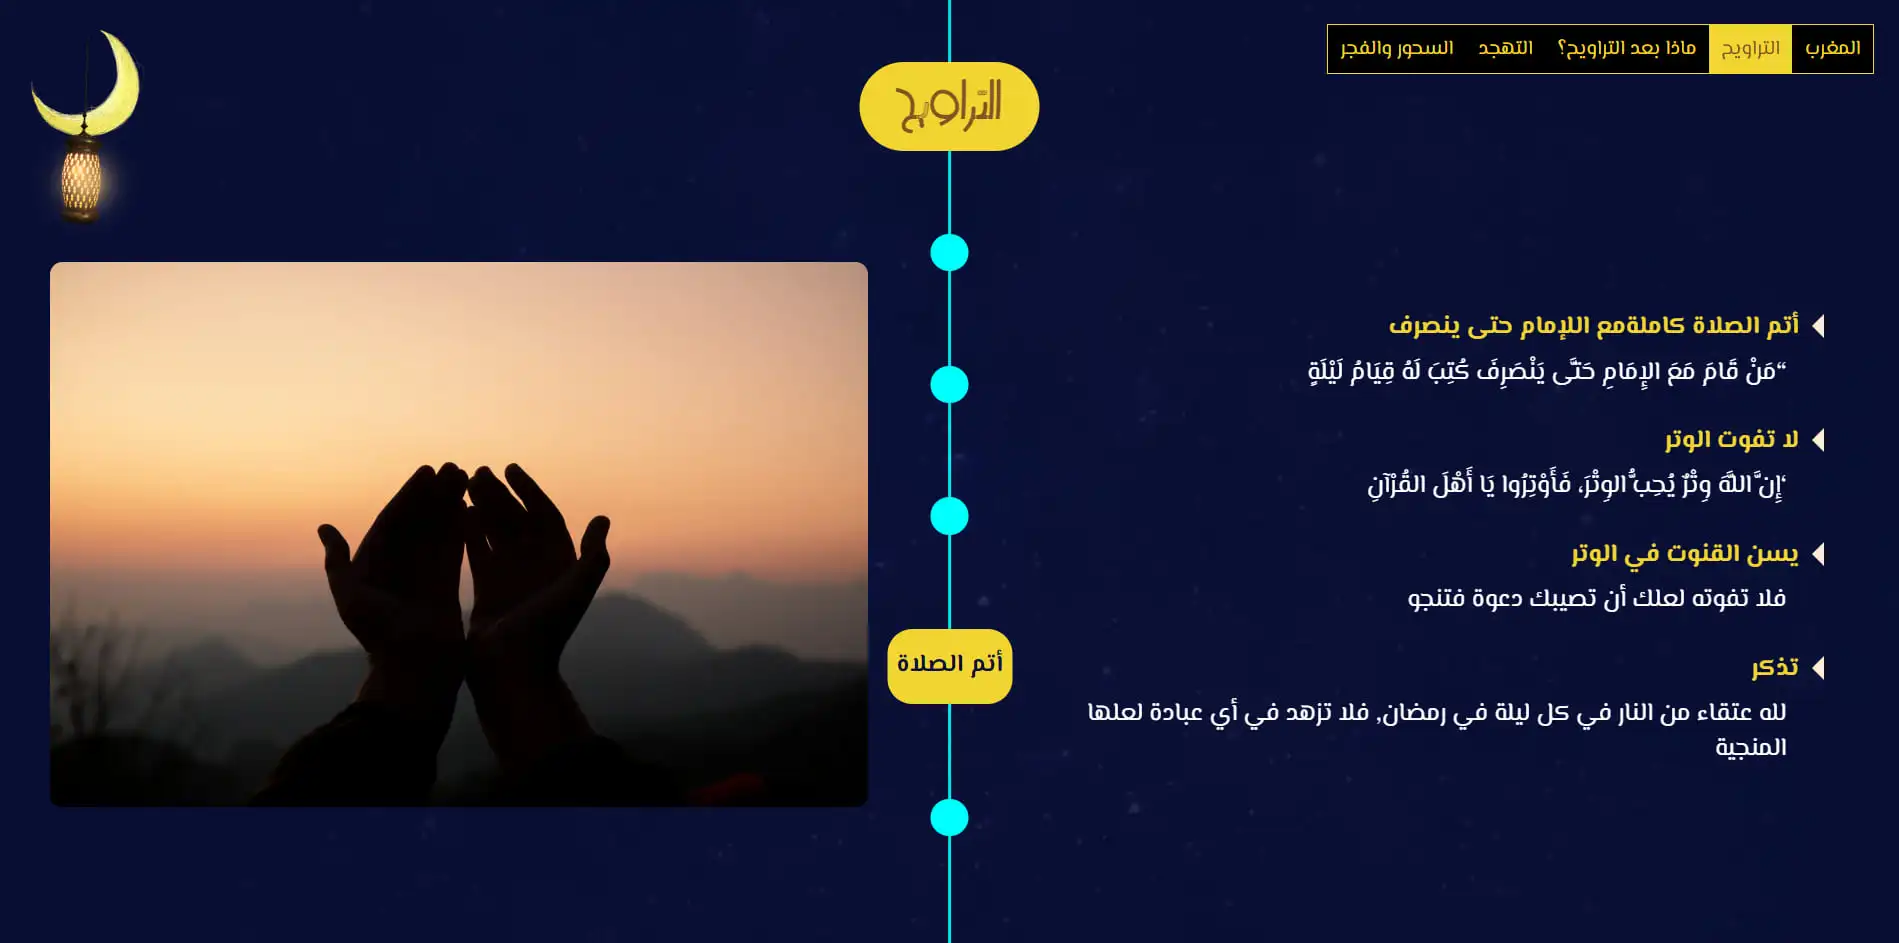 المغرب
التراويح
ماذا بعد التراويح؟
التهجد
السحور والفجر
التراويح
أتم الصلاة كاملةمع اللإمام حتى ينصرف
“مَنْ قَامَ مَعَ الإِمَامِ حَتَّى يَنْصَرِفَ كُتِبَ لَهُ قِيَامُ لَيْلَةٍ
لا تفوت الوتر
‘إِنَّ اللَّهَ وِتْرٌ يُحِبُّ الوِتْرَ، فَأَوْتِرُوا يَا أَهْلَ القُرْآنِ
يسن القنوت في الوتر
فلا تفوته لعلك أن تصيبك دعوة فتنجو
تذكر
لله عتقاء من النار في كل ليلة في رمضان, فلا تزهد في أي عبادة لعلها
المنجية
أتم الصلاة